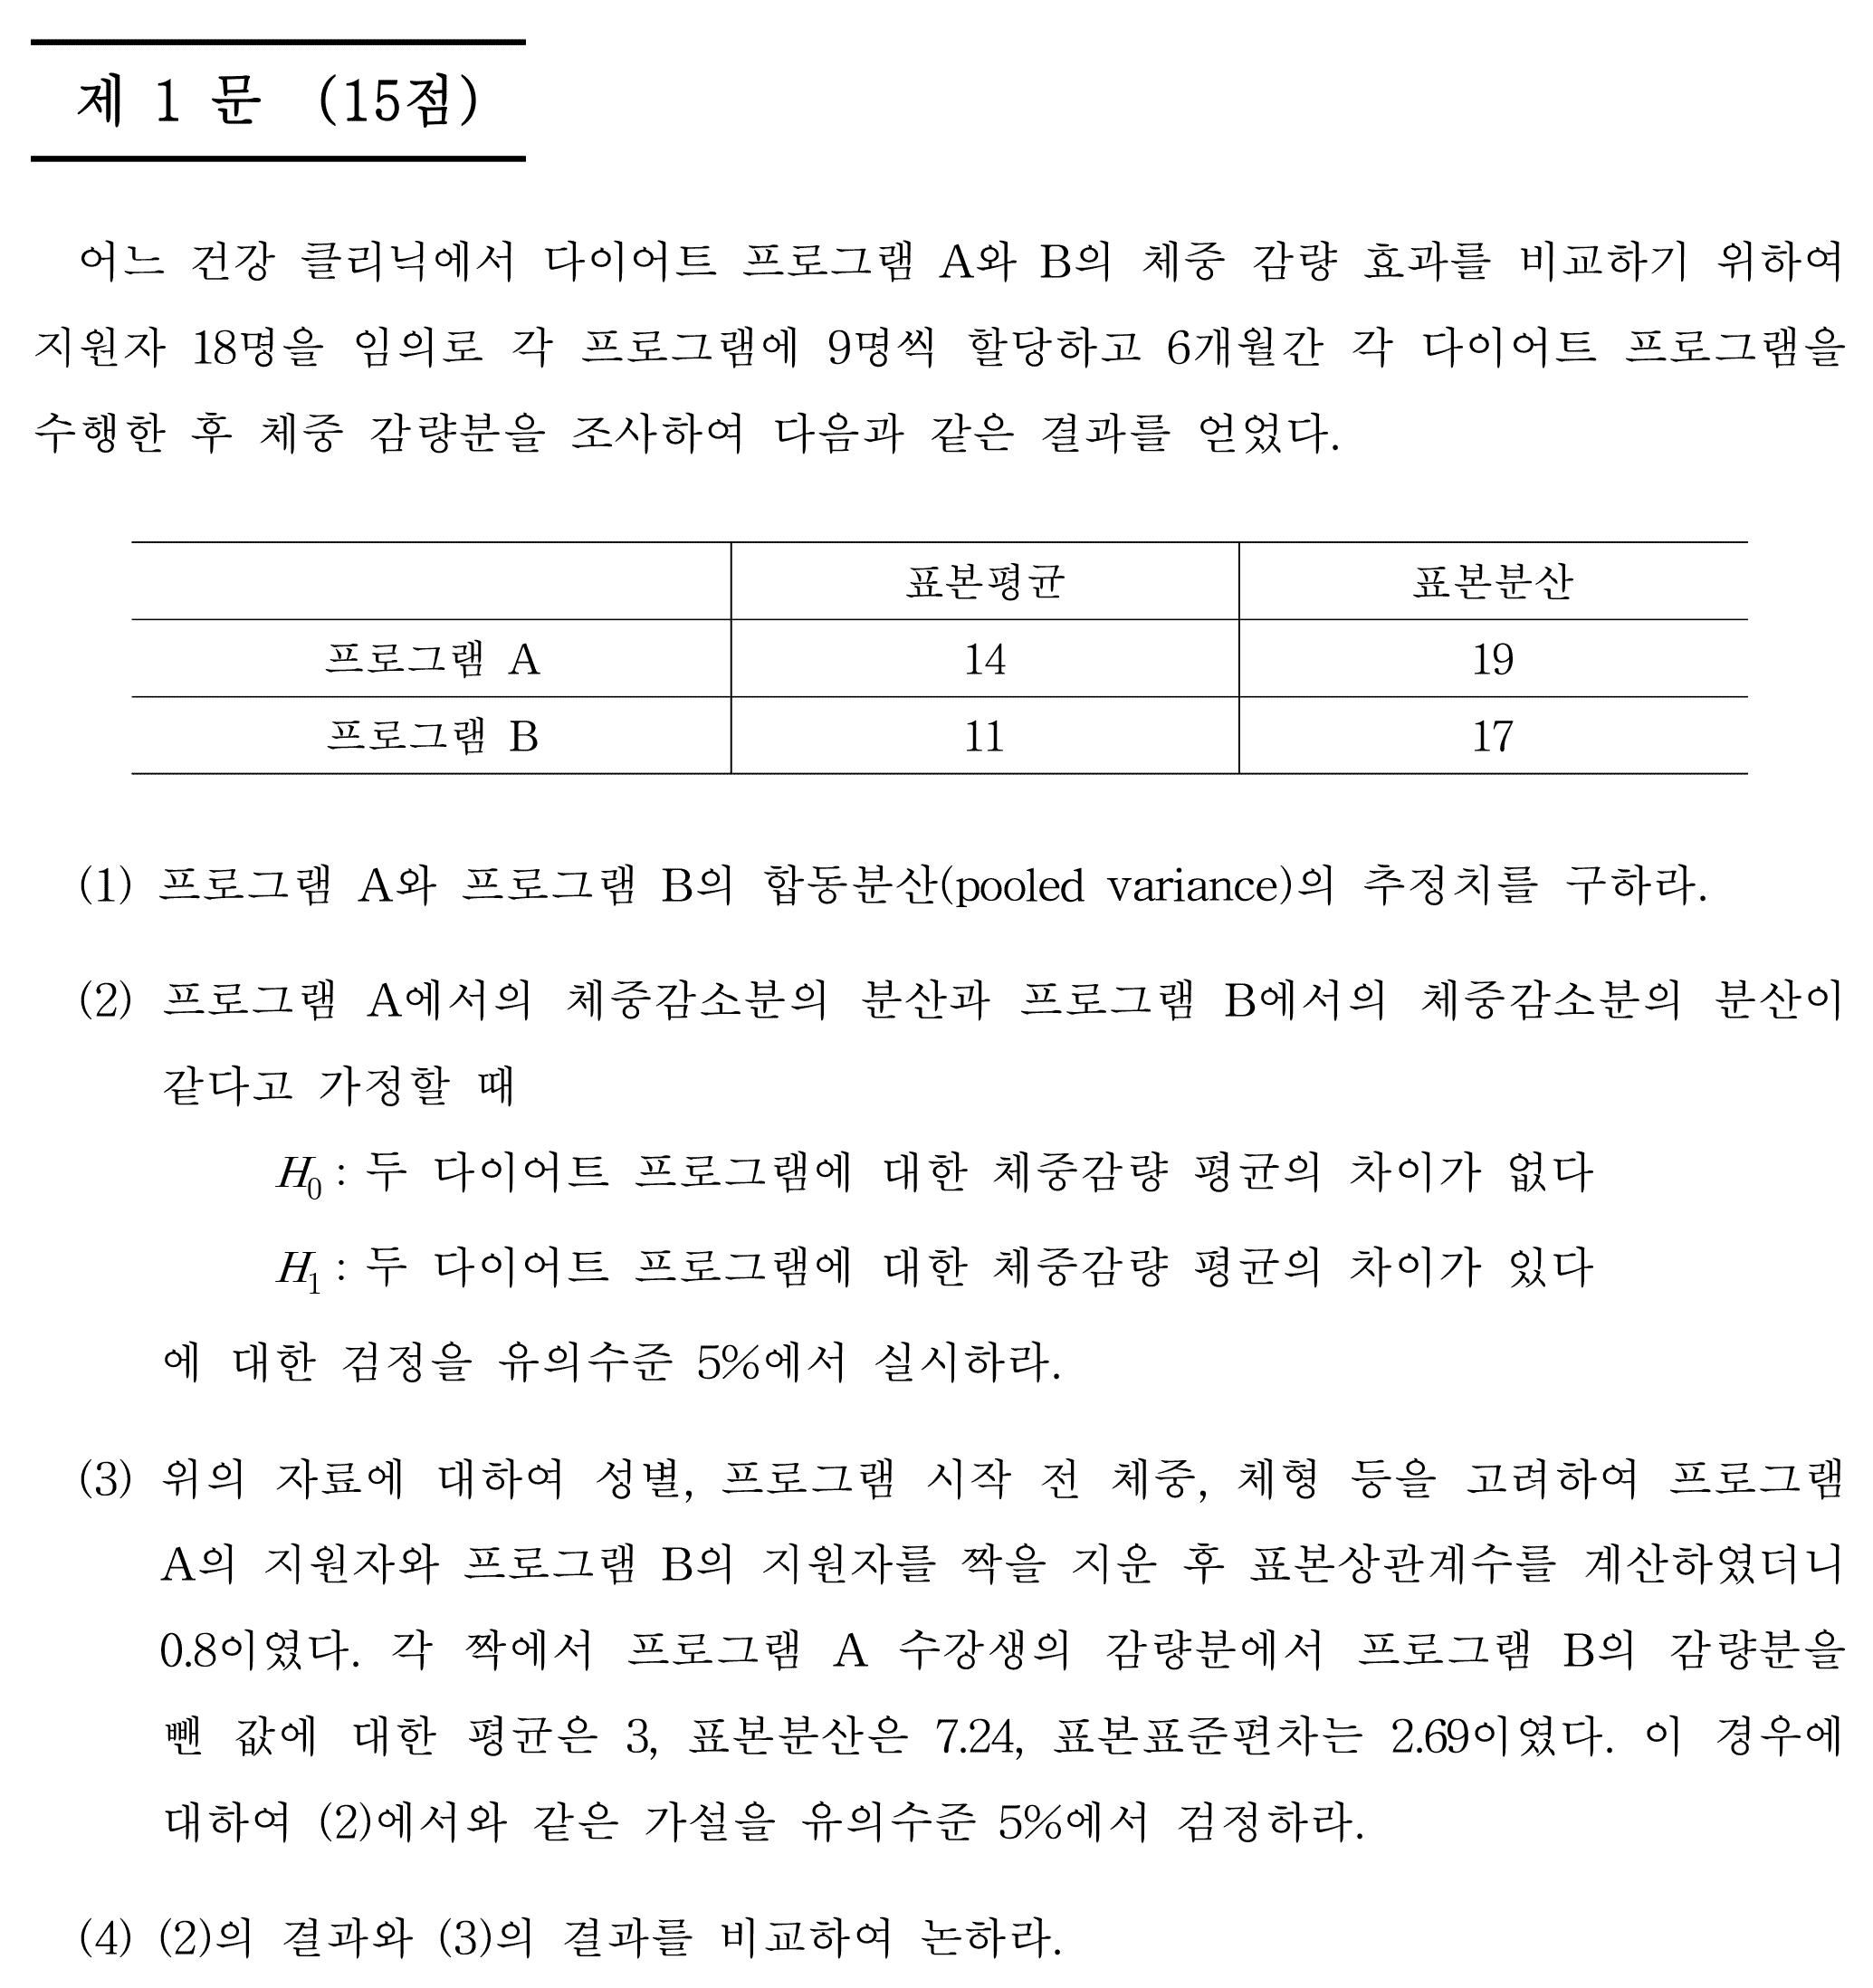 제 1 문 (15점)
어느 건강 클리닉에서 다이어트 프로그램 A와 B의 체중 감량 효과를 비교하기 위하여
지원자 18명을 임의로 각 프로그램에 9명씩 할당하고 6개월간 각 다이어트 프로그램을
수행한 후 체중 감량분을 조사하여 다음과 같은 결과를 얻었다.
표본평균 표본분산
프로그램 A 14 19
프로그램 B 11 17
(1) 프로그램 A와 프로그램 B의 합동분산(pooled variance)의 추정치를 구하라.
(2) 프로그램 A에서의 체중감소분의 분산과 프로그램 B에서의 체중감소분의 분산이
같다고 가정할 때
H₀ : 두 다이어트 프로그램에 대한 체중감량 평균의 차이가 없다
H₁ : 두 다이어트 프로그램에 대한 체중감량 평균의 차이가 있다
에 대한 검정을 유의수준 5%에서 실시하라.
(3) 위의 자료에 대하여 성별, 프로그램 시작 전 체중, 체형 등을 고려하여 프로그램
A의 지원자와 프로그램 B의 지원자를 짝을 지운 후 표본상관계수를 계산하였더니
0.8이였다. 각 짝에서 프로그램 A 수강생의 감량분에서 프로그램 B의 감량분을
뺀 값에 대한 평균은 3, 표본분산은 7.24, 표본표준편차는 2.69이였다. 이 경우에
대하여 (2)에서와 같은 가설을 유의수준 5%에서 검정하라.
(4) (2)의 결과와 (3)의 결과를 비교하여 논하라.